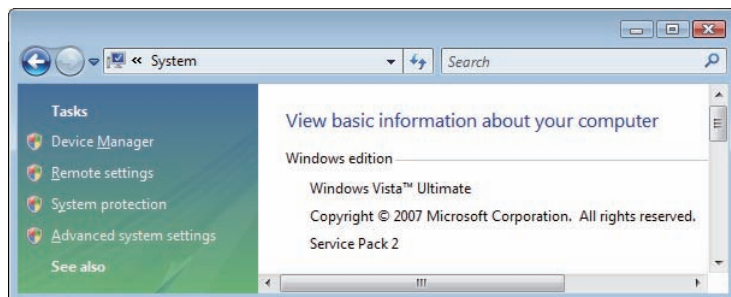 « System
Search
Tasks
Device Manager
Remote settings
System protection
Advanced system settings
See also
View basic information about your computer
Windows edition
Windows Vista™ Ultimate
Copyright © 2007 Microsoft Corporation. All rights reserved.
Service Pack 2